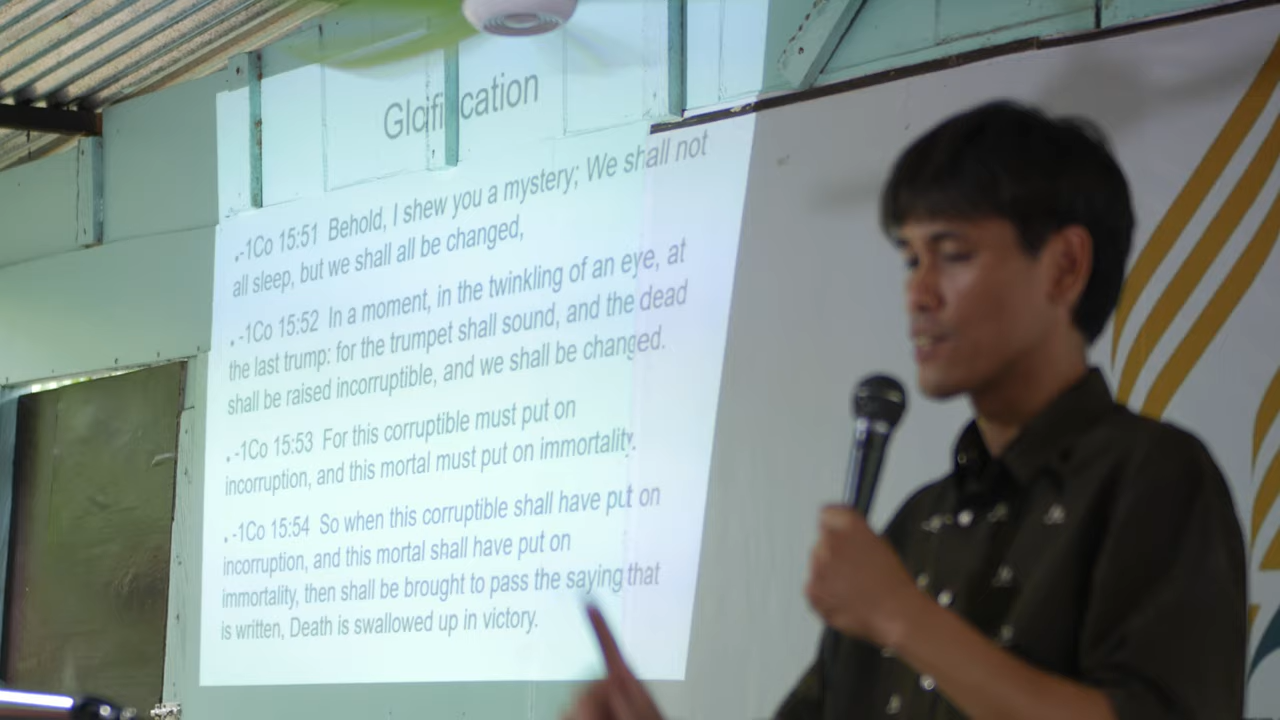 Glorification
.-1Co 15:51 Behold, I shew you a mystery; We shall not
all sleep, but we shall all be changed,
.-1Co 15:52 In a moment, in the twinkling of an eye, at
the last trump: for the trumpet shall sound, and the dead
shall be raised incorruptible, and we shall be changed.
.-1Co 15:53 For this corruptible must put on
incorruption, and this mortal must put on immortality.
.-1Co 15:54 So when this corruptible shall have put on
incorruption, and this mortal shall have put on
immortality, then shall be brought to pass the saying that
is written, Death is swallowed up in victory.